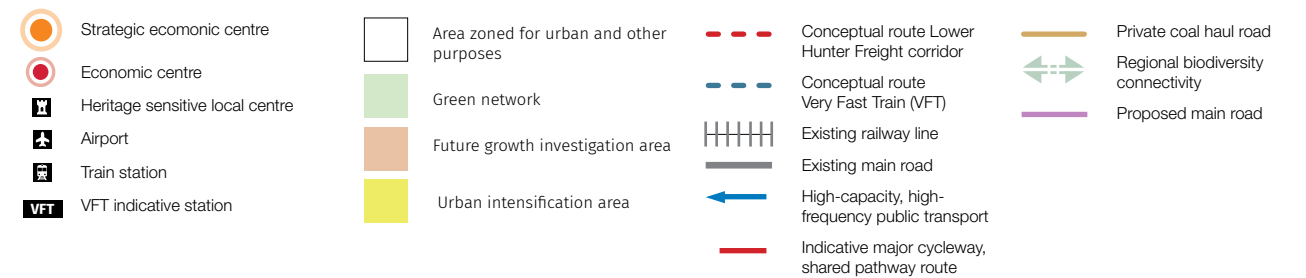 Strategic ecomonic centre
Economic centre
Heritage sensitive local centre
Airport
Train station
VFT
VFT indicative station
Area zoned for urban and other
purposes
Green network
Future growth investigation area
Urban intensification area
Conceptual route Lower
Hunter Freight corridor
Conceptual route
Very Fast Train (VFT)
Existing railway line
Existing main road
High-capacity, high-
frequency public transport
Indicative major cycleway,
shared pathway route
Private coal haul road
Regional biodiversity
connectivity
Proposed main road